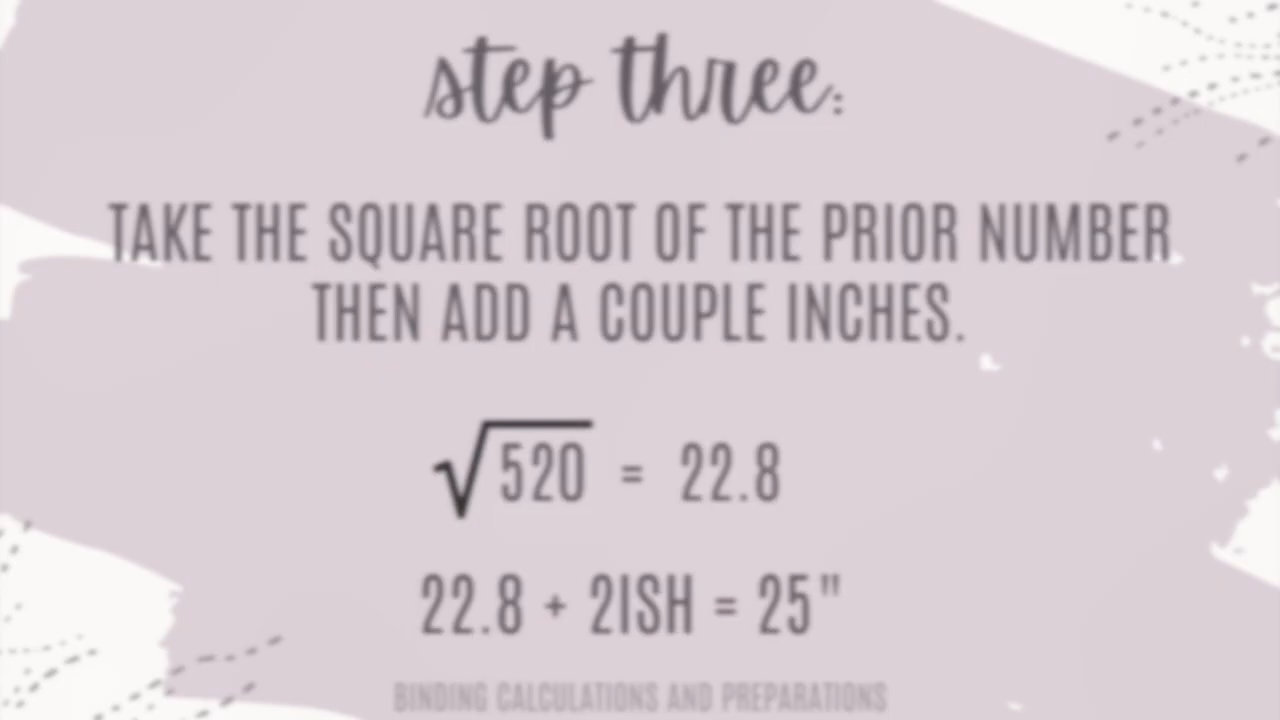 step three:
TAKE THE SQUARE ROOT OF THE PRIOR NUMBER
THEN ADD A COUPLE INCHES.
√520 = 22.8
22.8 + 2ISH = 25"
BINDING CALCULATIONS AND PREPARATIONS